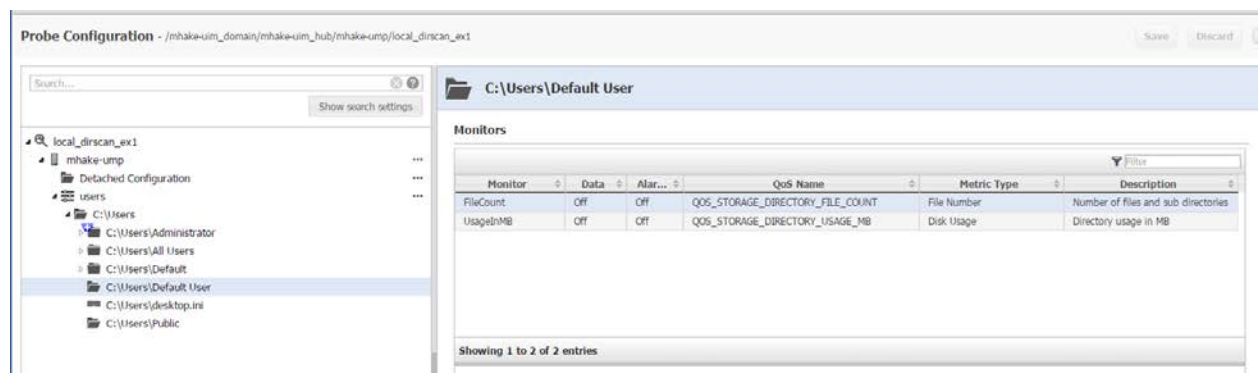 Probe Configuration - /mhake-uim_domain/mhake-uim_hub/mhake-ump/local_dirscan_ex1
Save Discard
Search...
Show search settings
local_dirscan_ex1
mhake-ump
Detached Configuration
users
C:\Users
C:\Users\Administrator
C:\Users\All Users
C:\Users\Default
C:\Users\Default User
C:\Users\desktop.ini
C:\Users\Public
C:\Users\Default User
Monitors
Filter
Monitor Data Alar... QoS Name Metric Type Description
FileCount Off Off QOS_STORAGE_DIRECTORY_FILE_COUNT File Number Number of files and sub directories
UsageInMB Off Off QOS_STORAGE_DIRECTORY_USAGE_MB Disk Usage Directory usage in MB
Showing 1 to 2 of 2 entries